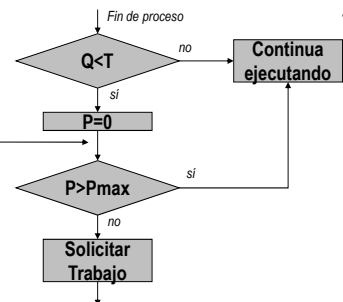 Fin de proceso
Q<T
no
Continua
ejecutando
sí
P=0
P>Pmax
sí
no
Solicitar
Trabajo